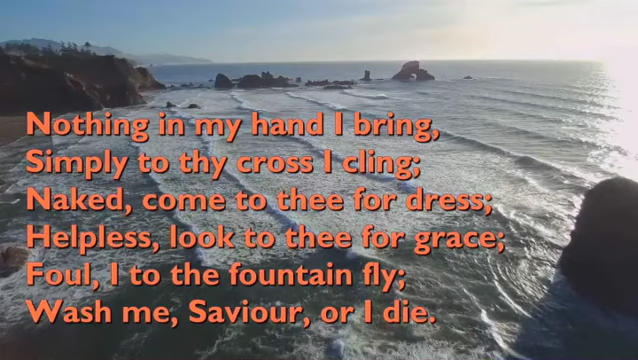 Nothing in my hand I bring,
Simply to thy cross I cling;
Naked, come to thee for dress;
Helpless, look to thee for grace;
Foul, I to the fountain fly;
Wash me, Saviour, or I die.